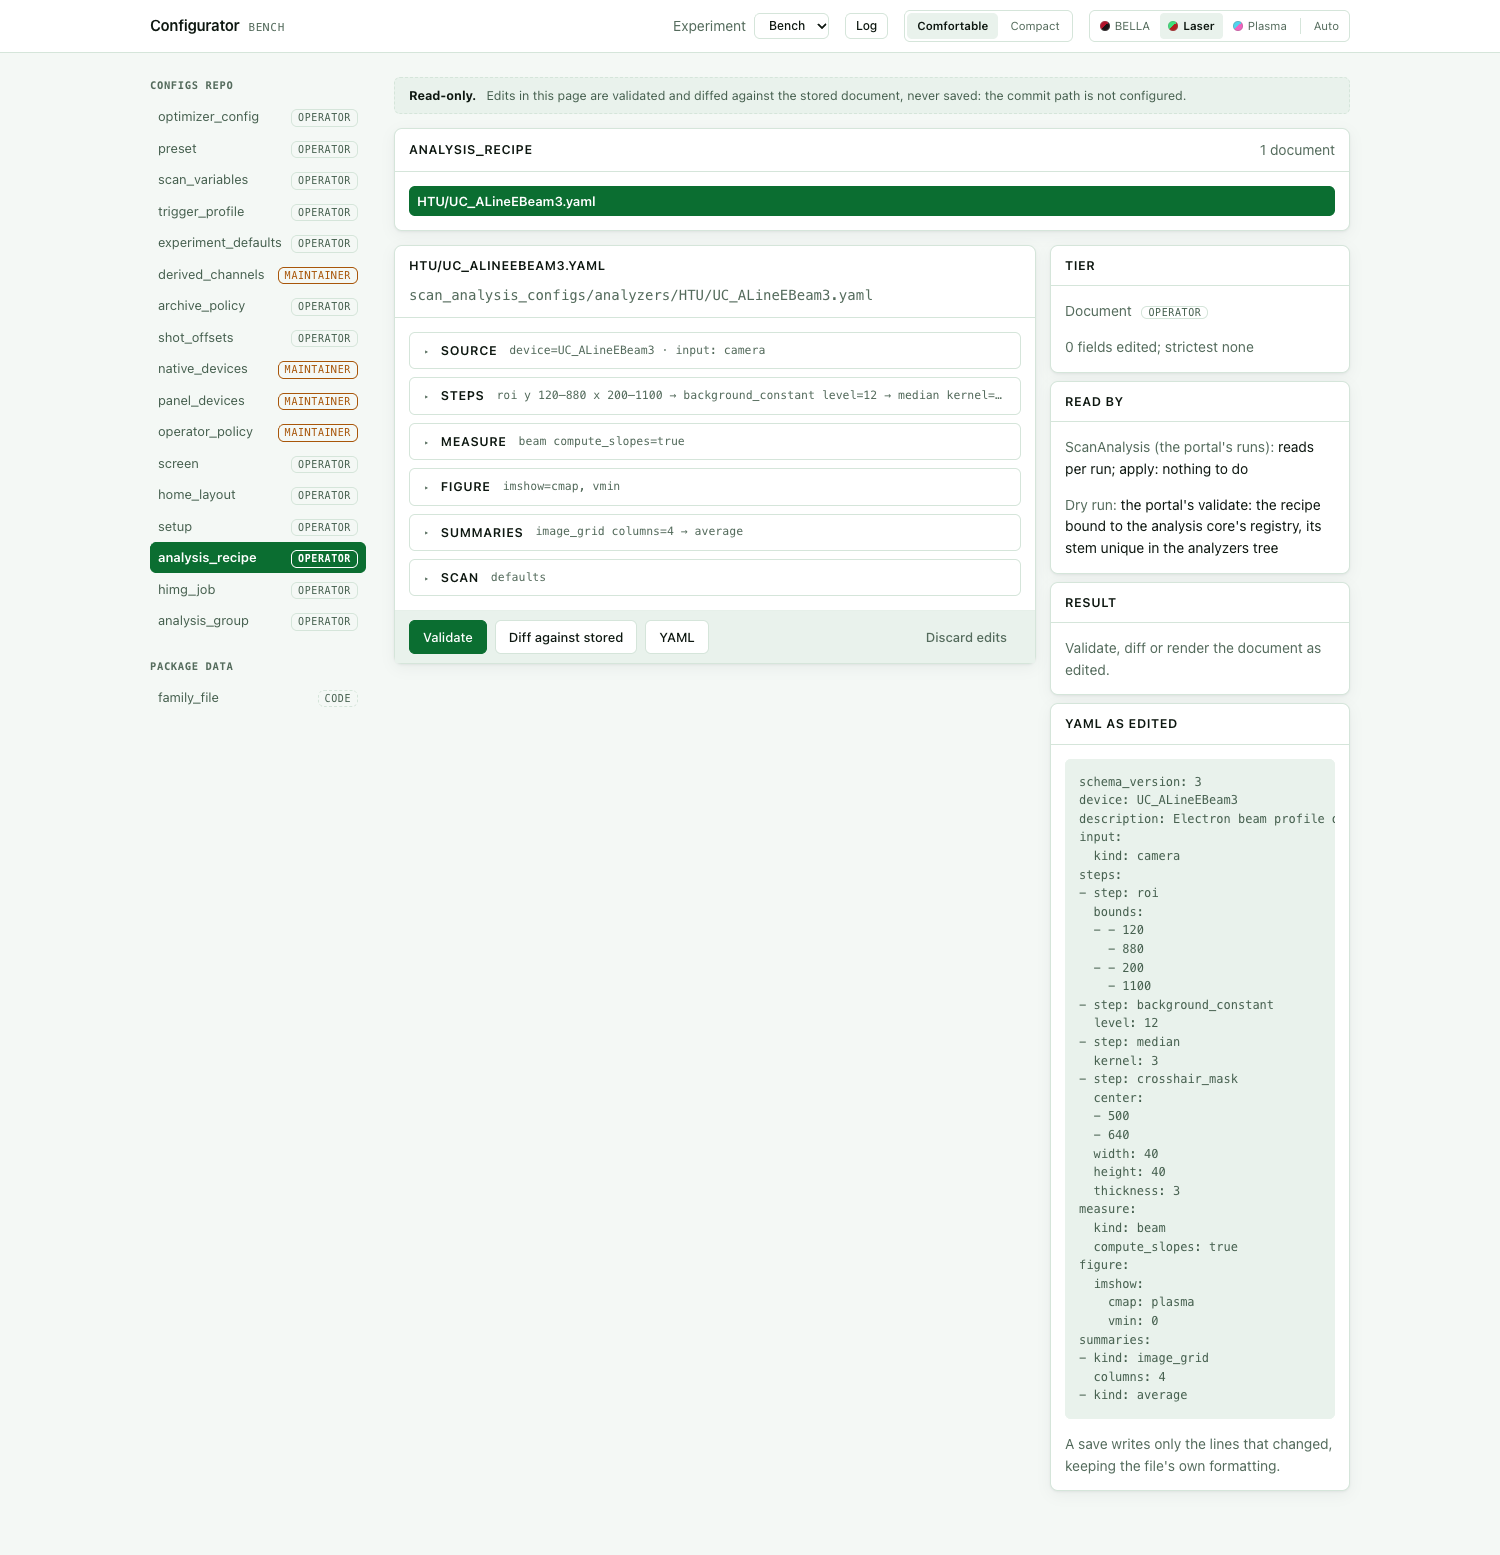 Configurator BENCH
Experiment Bench Log Comfortable Compact BELLA Laser Plasma Auto
CONFIGS REPO
optimizer_config OPERATOR
preset OPERATOR
scan_variables OPERATOR
trigger_profile OPERATOR
experiment_defaults OPERATOR
derived_channels MAINTAINER
archive_policy OPERATOR
shot_offsets OPERATOR
native_devices MAINTAINER
panel_devices MAINTAINER
operator_policy MAINTAINER
screen OPERATOR
home_layout OPERATOR
setup OPERATOR
analysis_recipe OPERATOR
himg_job OPERATOR
analysis_group OPERATOR
PACKAGE DATA
family_file CODE
Read-only. Edits in this page are validated and diffed against the stored document, never saved: the commit path is not configured.
ANALYSIS_RECIPE 1 document
HTU/UC_ALineEBeam3.yaml
HTU/UC_ALINEEBEAM3.YAML
scan_analysis_configs/analyzers/HTU/UC_ALineEBeam3.yaml
SOURCE device=UC_ALineEBeam3 · input: camera
STEPS roi y 120–880 x 200–1100 → background_constant level=12 → median kernel=…
MEASURE beam compute_slopes=true
FIGURE imshow=cmap, vmin
SUMMARIES image_grid columns=4 → average
SCAN defaults
Validate Diff against stored YAML Discard edits
TIER
Document OPERATOR
0 fields edited; strictest none
READ BY
ScanAnalysis (the portal's runs): reads
per run; apply: nothing to do
Dry run: the portal's validate: the recipe
bound to the analysis core's registry, its
stem unique in the analyzers tree
RESULT
Validate, diff or render the document as
edited.
YAML AS EDITED
schema_version: 3
device: UC_ALineEBeam3
description: Electron beam profile
input:
  kind: camera
steps:
- step: roi
  bounds:
  - - 120
    - 880
  - - 200
    - 1100
- step: background_constant
  level: 12
- step: median
  kernel: 3
- step: crosshair_mask
  center:
  - 500
  - 640
  width: 40
  height: 40
  thickness: 3
measure:
  kind: beam
  compute_slopes: true
figure:
  imshow:
    cmap: plasma
    vmin: 0
summaries:
- kind: image_grid
  columns: 4
- kind: average
A save writes only the lines that changed,
keeping the file's own formatting.